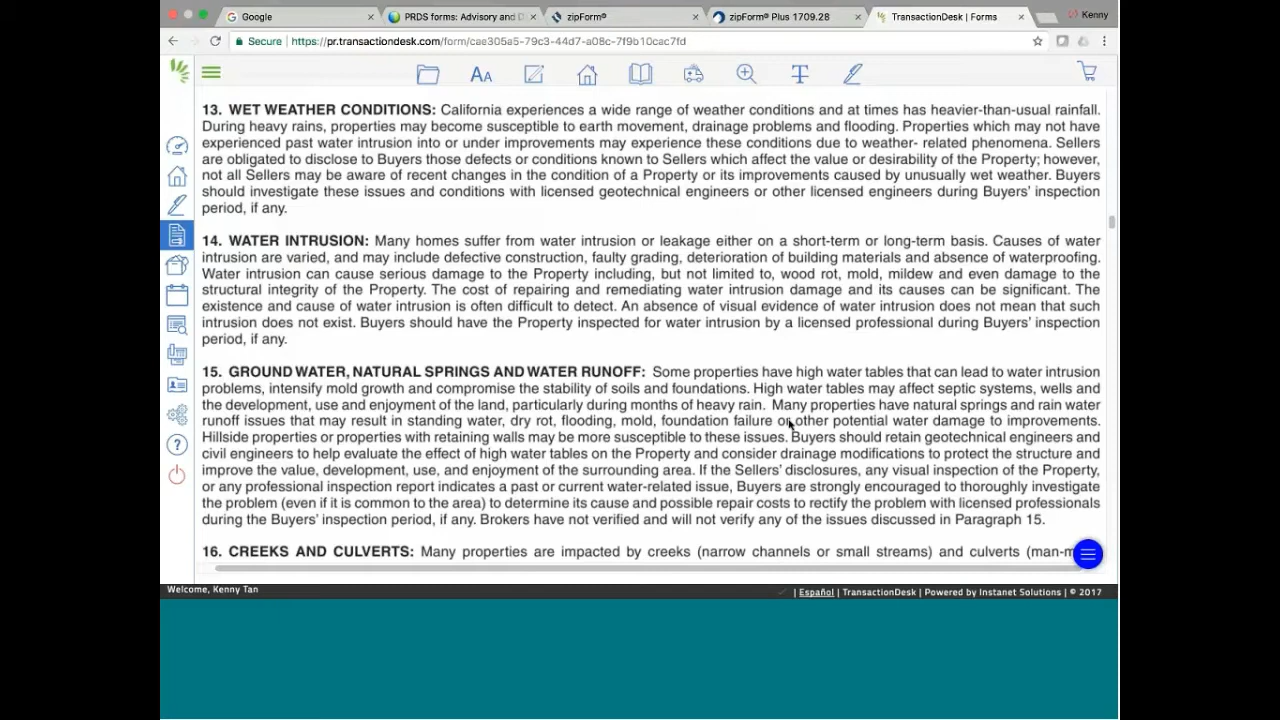 Google
PRDS forms: Advisory and D
zipForm®
zipForm® Plus 1709.28
TransactionDesk | Forms
Kenny
Secure | https://pr.transactiondesk.com/form/cae305a5-79c3-44d7-a08c-7f9b10cac7fd
13. WET WEATHER CONDITIONS: California experiences a wide range of weather conditions and at times has heavier-than-usual rainfall.
During heavy rains, properties may become susceptible to earth movement, drainage problems and flooding. Properties which may not have
experienced past water intrusion into or under improvements may experience these conditions due to weather- related phenomena. Sellers
are obligated to disclose to Buyers those defects or conditions known to Sellers which affect the value or desirability of the Property; however,
not all Sellers may be aware of recent changes in the condition of a Property or its improvements caused by unusually wet weather. Buyers
should investigate these issues and conditions with licensed geotechnical engineers or other licensed engineers during Buyers' inspection
period, if any.
14. WATER INTRUSION: Many homes suffer from water intrusion or leakage either on a short-term or long-term basis. Causes of water
intrusion are varied, and may include defective construction, faulty grading, deterioration of building materials and absence of waterproofing.
Water intrusion can cause serious damage to the Property including, but not limited to, wood rot, mold, mildew and even damage to the
structural integrity of the Property. The cost of repairing and remediating water intrusion damage and its causes can be significant. The
existence and cause of water intrusion is often difficult to detect. An absence of visual evidence of water intrusion does not mean that such
intrusion does not exist. Buyers should have the Property inspected for water intrusion by a licensed professional during Buyers' inspection
period, if any.
15. GROUND WATER, NATURAL SPRINGS AND WATER RUNOFF: Some properties have high water tables that can lead to water intrusion
problems, intensify mold growth and compromise the stability of soils and foundations. High water tables may affect septic systems, wells and
the development, use and enjoyment of the land, particularly during months of heavy rain. Many properties have natural springs and rain water
runoff issues that may result in standing water, dry rot, flooding, mold, foundation failure or other potential water damage to improvements.
Hillside properties or properties with retaining walls may be more susceptible to these issues. Buyers should retain geotechnical engineers and
civil engineers to help evaluate the effect of high water tables on the Property and consider drainage modifications to protect the structure and
improve the value, development, use, and enjoyment of the surrounding area. If the Sellers' disclosures, any visual inspection of the Property,
or any professional inspection report indicates a past or current water-related issue, Buyers are strongly encouraged to thoroughly investigate
the problem (even if it is common to the area) to determine its cause and possible repair costs to rectify the problem with licensed professionals
during the Buyers' inspection period, if any. Brokers have not verified and will not verify any of the issues discussed in Paragraph 15.
16. CREEKS AND CULVERTS: Many properties are impacted by creeks (narrow channels or small streams) and culverts (man-m
Welcome, Kenny Tan
| Español | TransactionDesk | Powered by Instanet Solutions | © 2017